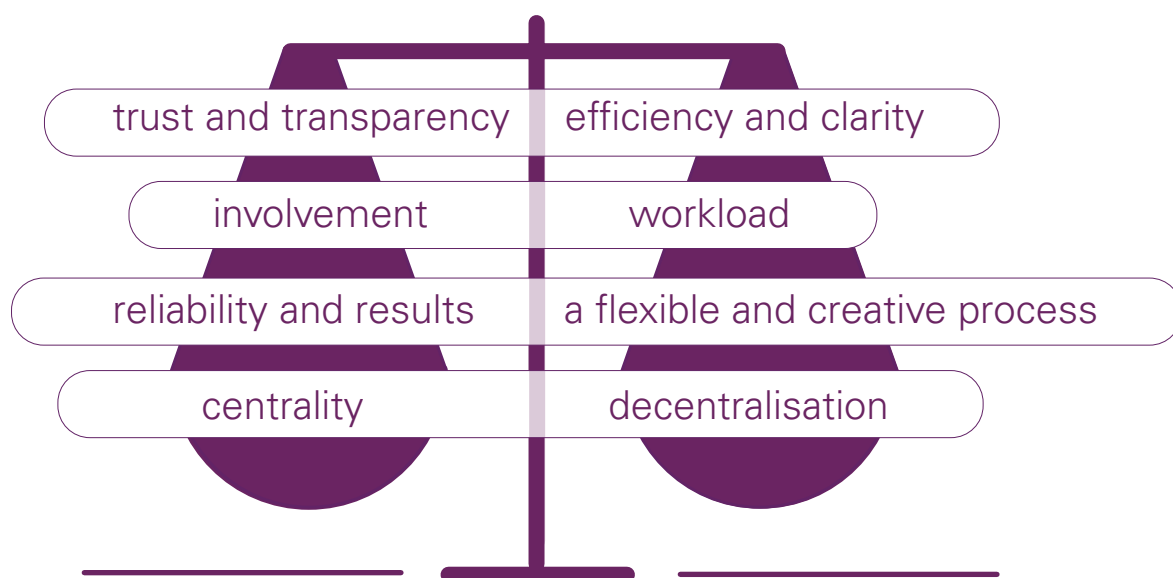 trust and transparency efficiency and clarity
involvement workload
reliability and results a flexible and creative process
centrality decentralisation